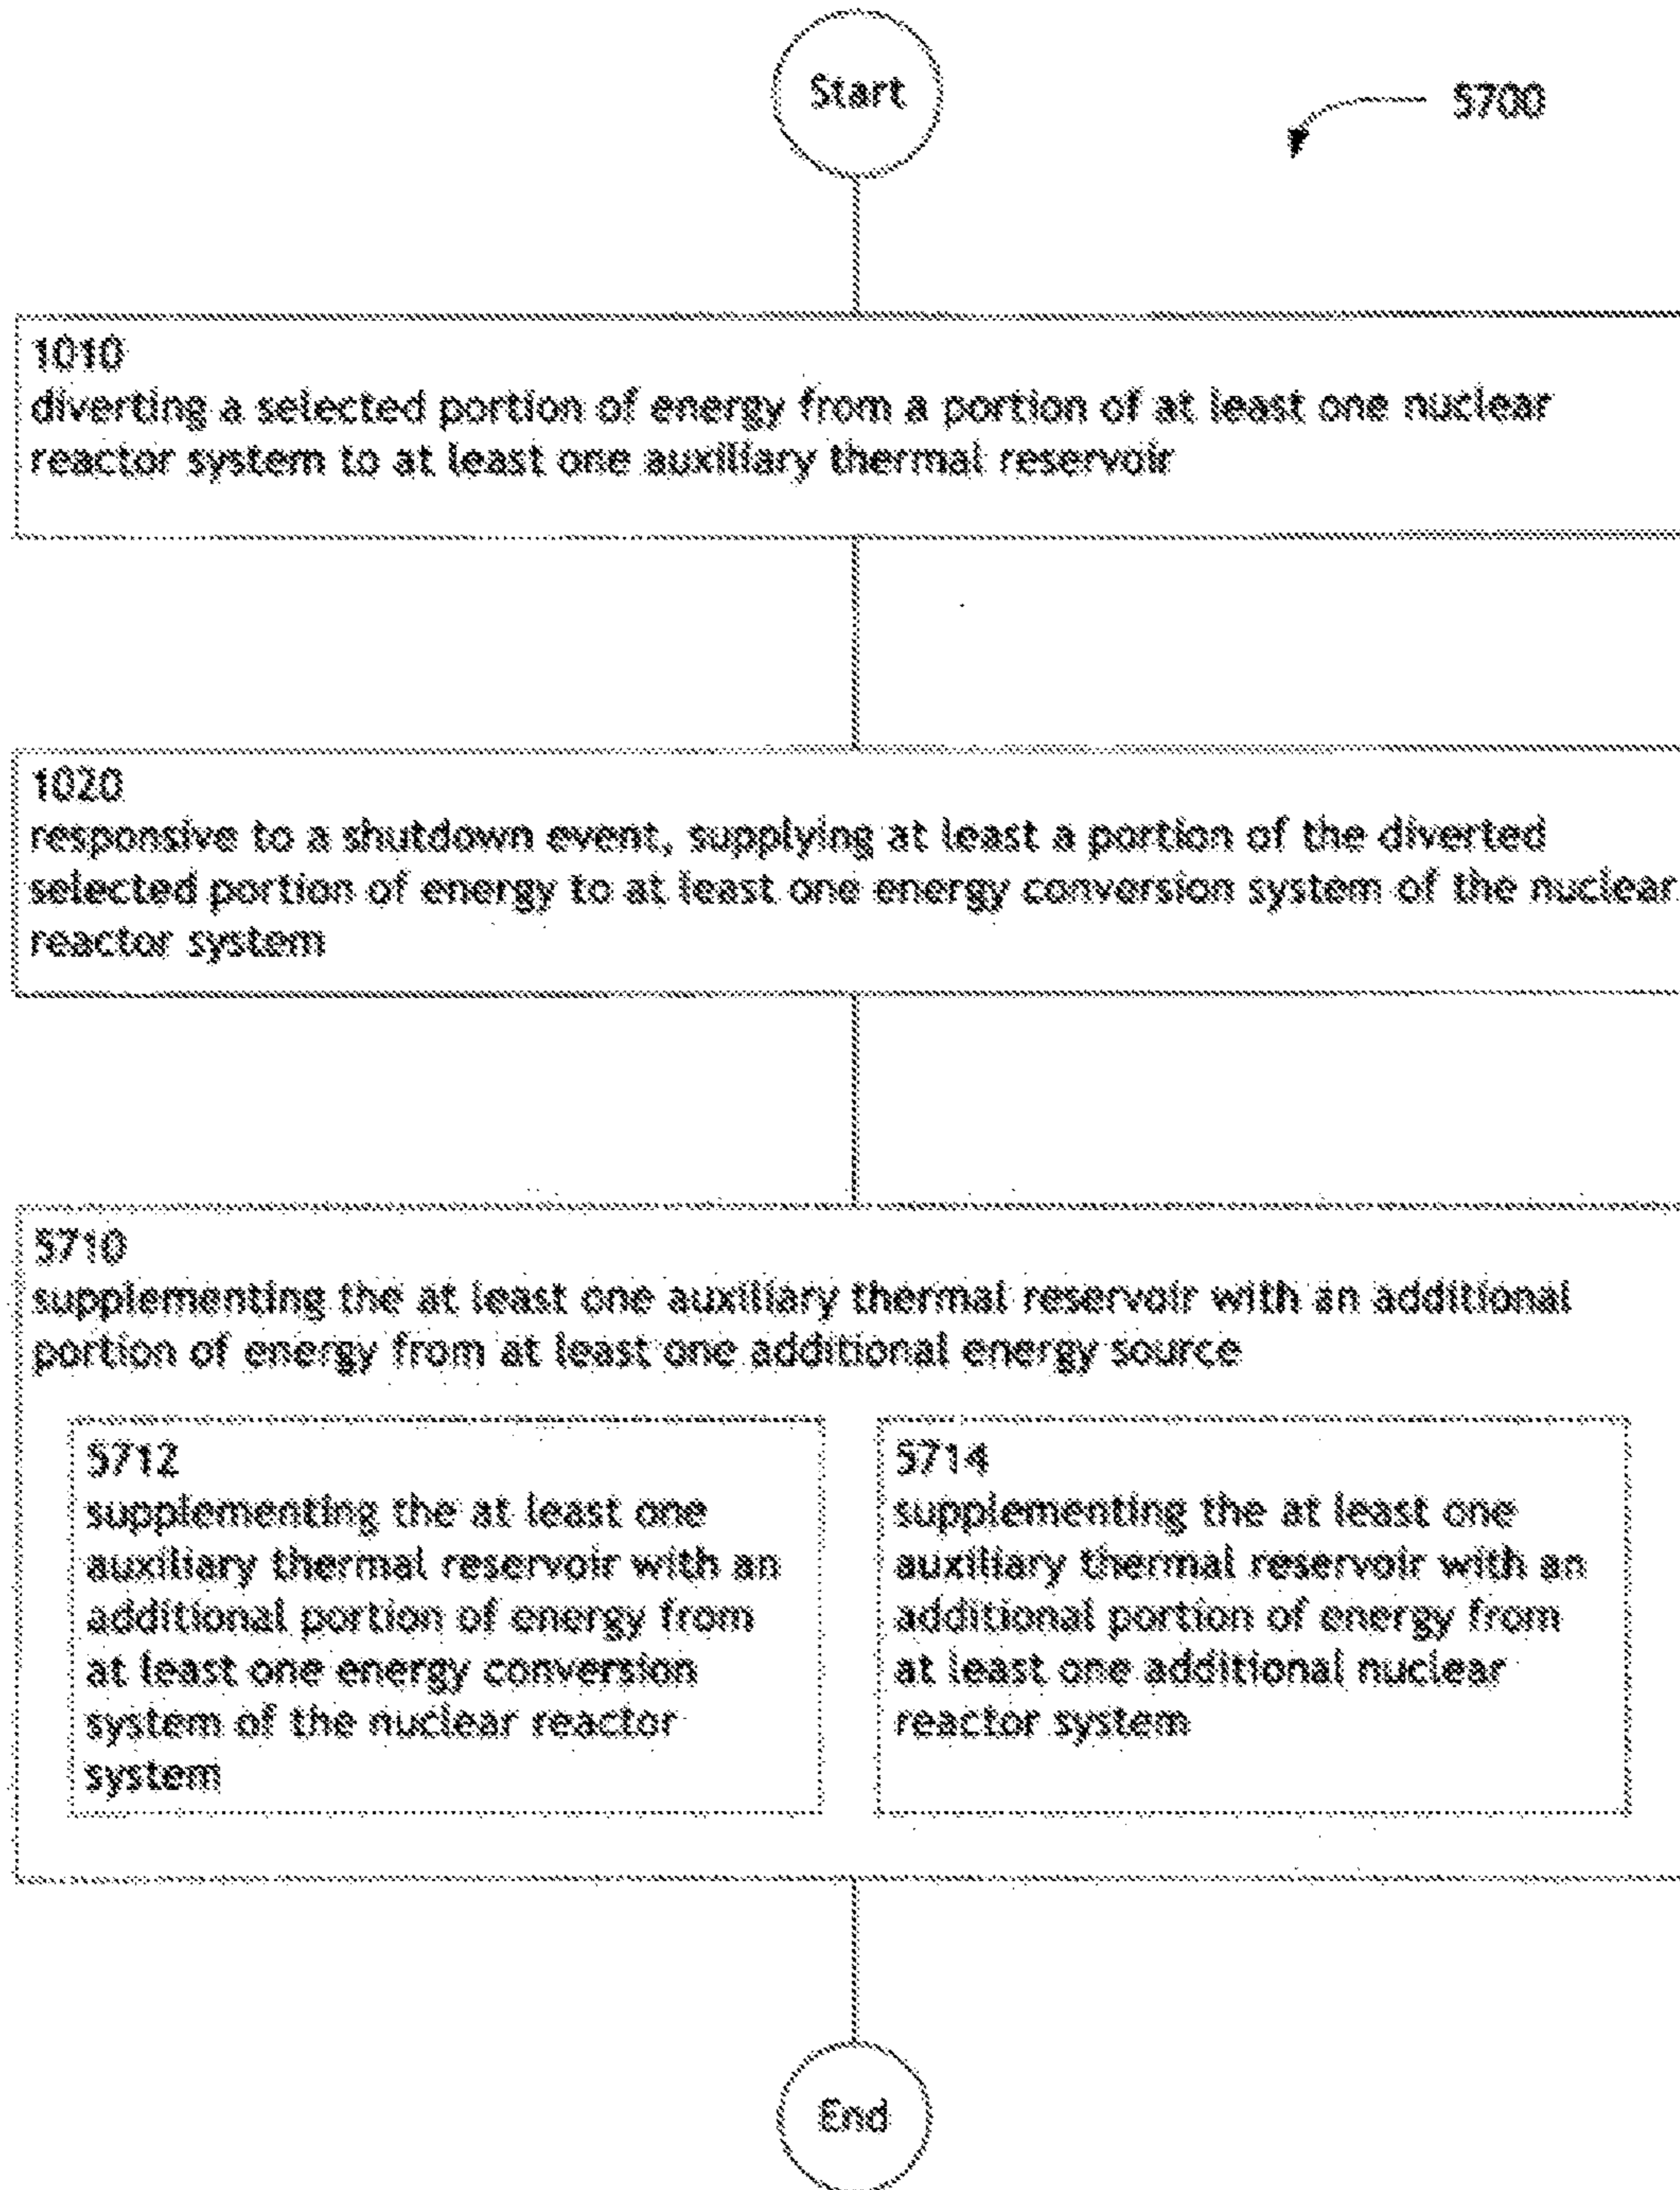 Start
5700
1010
diverting a selected portion of energy from a portion of at least one nuclear
reactor system to at least one auxiliary thermal reservoir
1020
responsive to a shutdown event, supplying at least a portion of the diverted
selected portion of energy to at least one energy conversion system of the nuclear
reactor system
5710
supplementing the at least one auxiliary thermal reservoir with an additional
portion of energy from at least one additional energy source
5712
supplementing the at least one
auxiliary thermal reservoir with an
additional portion of energy from
at least one energy conversion
system of the nuclear reactor
system
5714
supplementing the at least one
auxiliary thermal reservoir with an
additional portion of energy from
at least one additional nuclear
reactor system
End